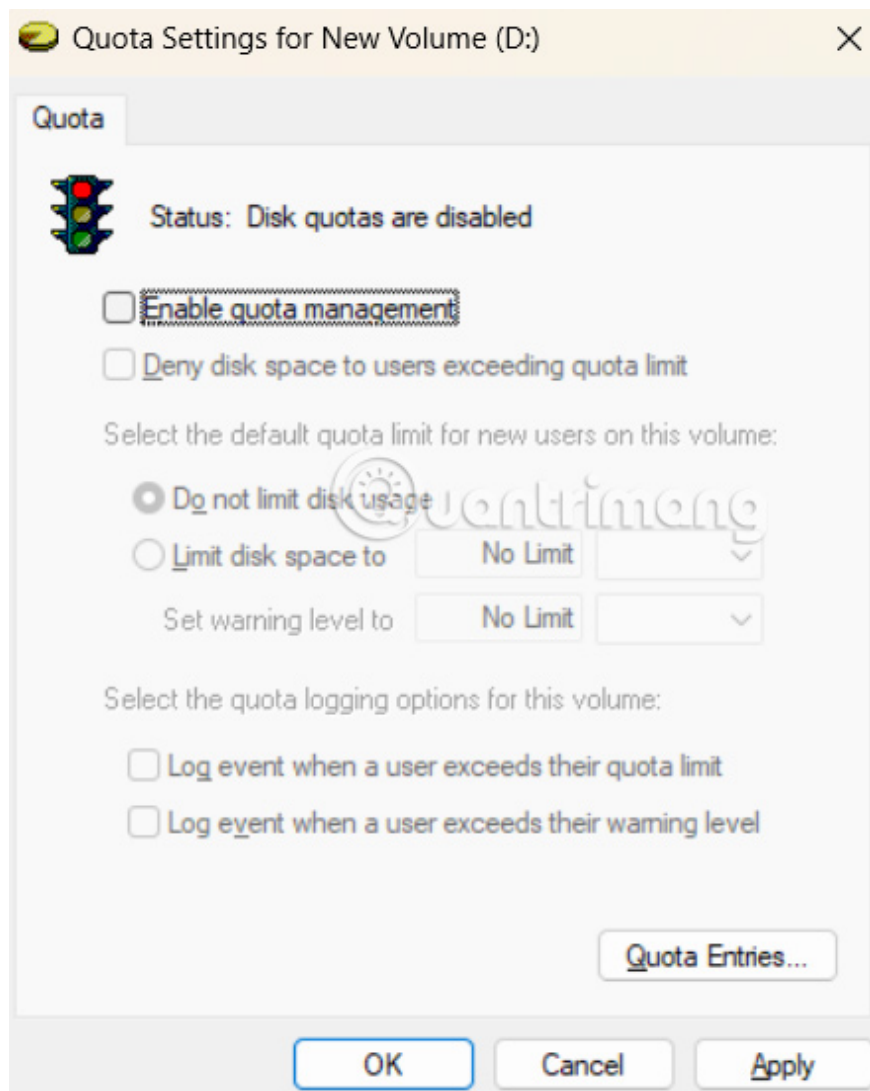 Quota Settings for New Volume (D:)
Quota
Status: Disk quotas are disabled
Enable quota management
Deny disk space to users exceeding quota limit
Select the default quota limit for new users on this volume:
Do not limit disk usage
Quantrimang
Limit disk space to No Limit
Set warning level to No Limit
Select the quota logging options for this volume:
Log event when a user exceeds their quota limit
Log event when a user exceeds their warning level
Quota Entries...
OK Cancel Apply